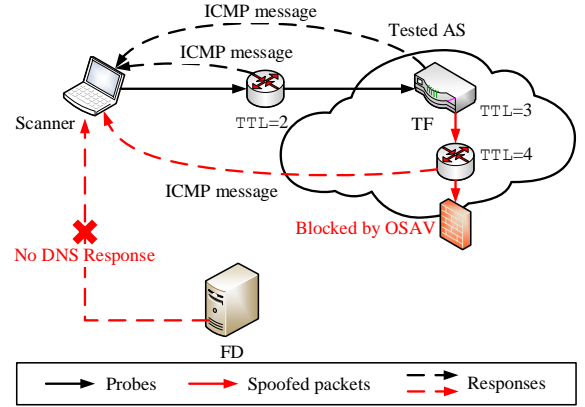 ICMP message
Tested AS
ICMP message
Scanner
TTL=2
TF
TTL=3
TTL=4
ICMP message
Blocked by OSAV
No DNS Response
FD
Probes
Spoofed packets
Responses